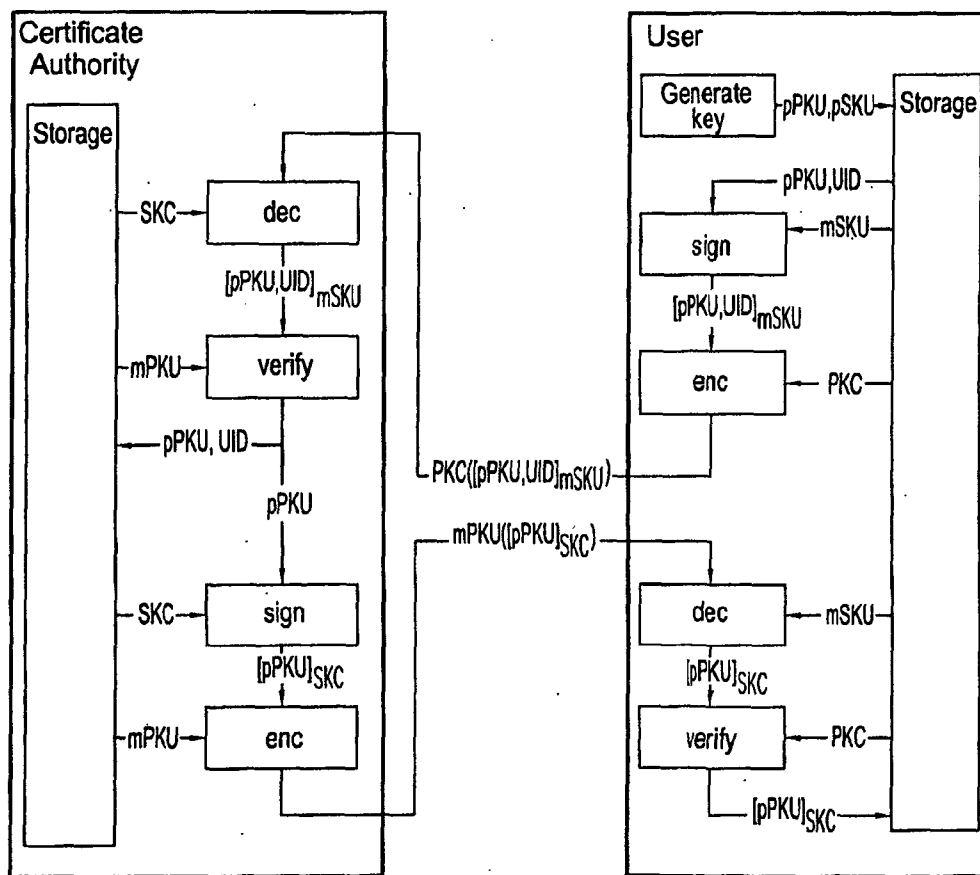 Certificate
Authority
Storage
SKC
dec
[pPKU,UID]mSKU
mPKU
verify
pPKU, UID
pPKU
SKC
sign
[pPKU]SKC
mPKU
enc
PKC([pPKU,UID]mSKU)
mPKU([pPKU]SKC)
User
Generate
key
pPKU,pSKU
Storage
pPKU,UID
mSKU
sign
[pPKU,UID]mSKU
enc
PKC
dec
mSKU
[pPKU]SKC
verify
PKC
[pPKU]SKC